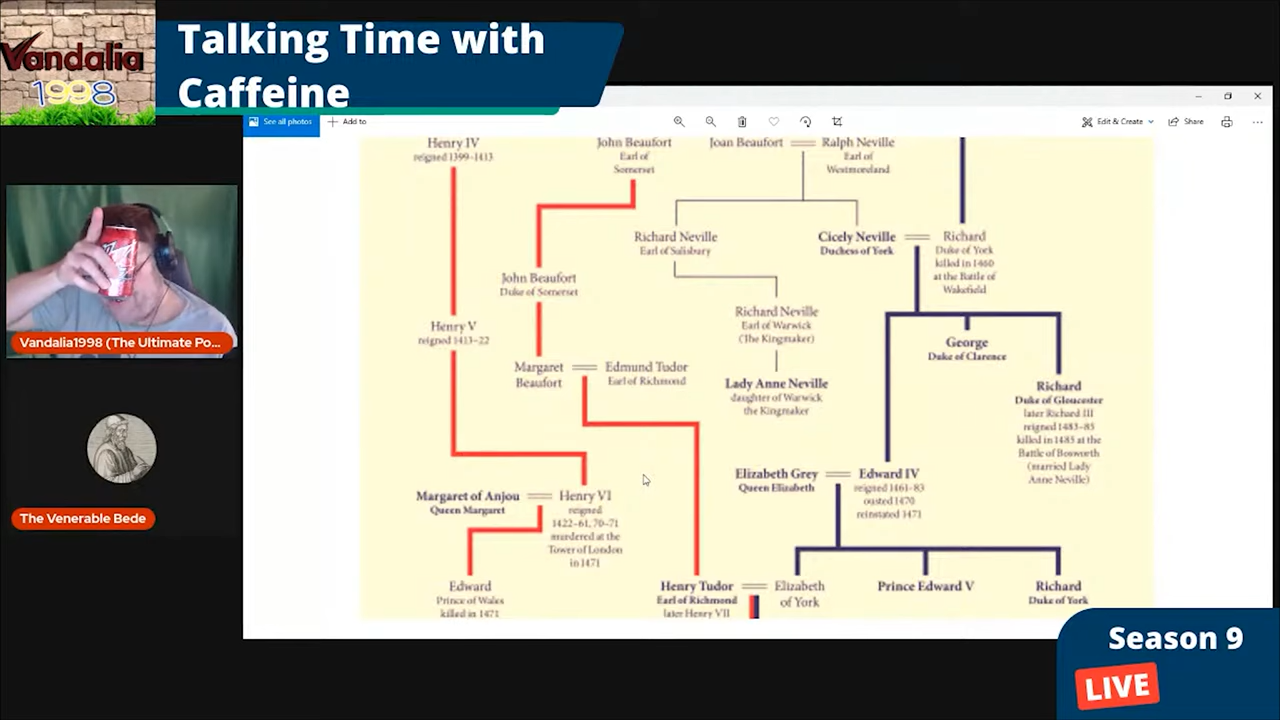 Vandalia
1998
Talking Time with
Caffeine
See all photos
Add to
Edit & Create
Share
Henry IV
reigned 1399-1413
John Beaufort
Earl of
Somerset
Joan Beaufort
Ralph Neville
Earl of
Westmoreland
Richard Neville
Earl of Salisbury
Cicely Neville
Duchess of York
Richard
Duke of York
killed in 1460
at the Battle of
Wakefield
John Beaufort
Duke of Somerset
Richard Neville
Earl of Warwick
(The Kingmaker)
Henry V
reigned 1413-22
George
Duke of Clarence
Margaret
Beaufort
Edmund Tudor
Earl of Richmond
Lady Anne Neville
daughter of Warwick
the Kingmaker
Richard
Duke of Gloucester
later Richard III
reigned 1483-85
killed in 1485 at the
Battle of Bosworth
(married Lady
Anne Neville)
Elizabeth Grey
Queen Elizabeth
Edward IV
reigned 1461-83
ousted 1470
reinstated 1471
Margaret of Anjou
Queen Margaret
Henry VI
reigned
1422-61, 70-71
murdered at the
Tower of London
in 1471
Edward
Prince of Wales
killed in 1471
Henry Tudor
Earl of Richmond
later Henry VII
Elizabeth
of York
Prince Edward V
Richard
Duke of York
Vandalia1998 (The Ultimate Po...
The Venerable Bede
Season 9
LIVE